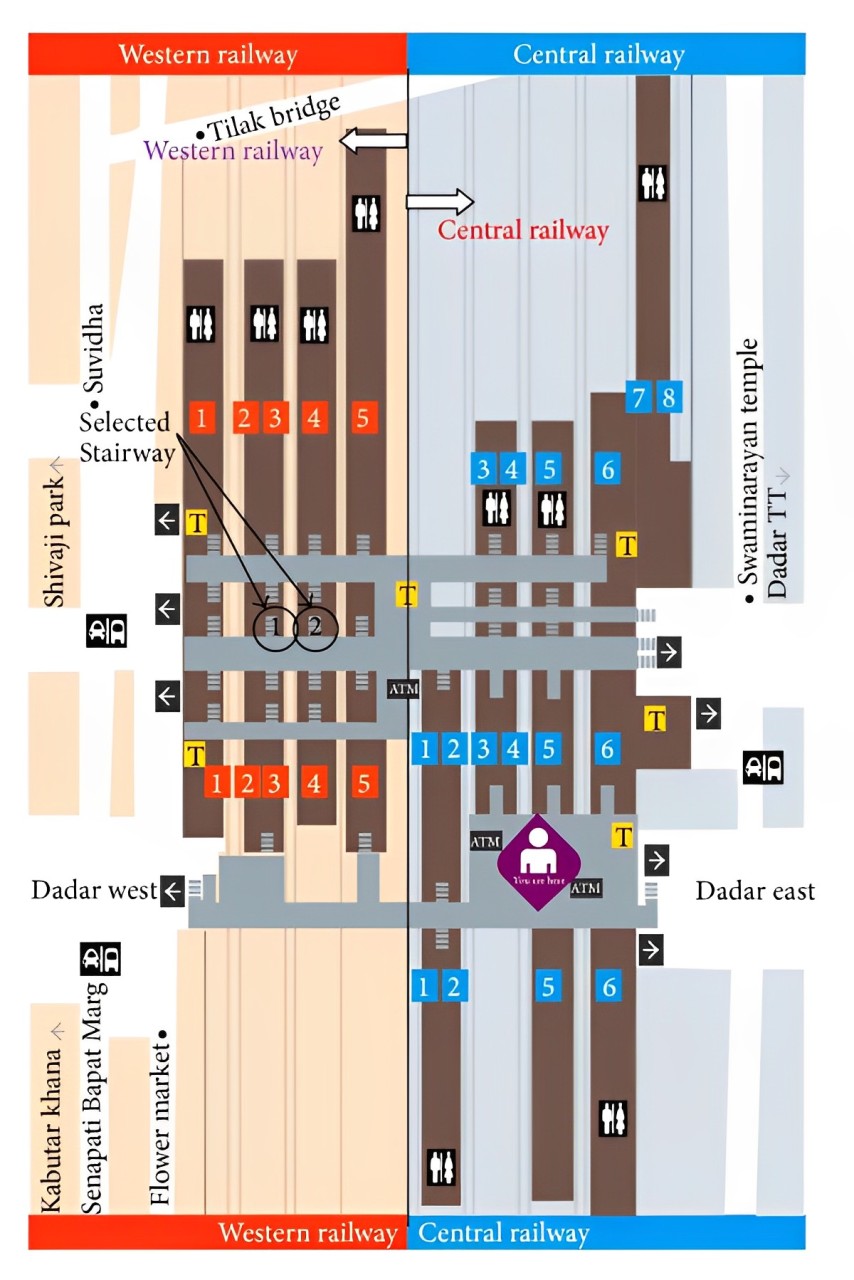 Western railway
Central railway
Tilak bridge
Western railway
Central railway
Suvidha
Swaminarayan temple
7 8
Selected
Stairway
1 2 3 4 5
3 4 5 6
Shivaji park
Dadar TT
T
T
T
1 2
ATM
T
T
1 2 3 4 5 6
1 2 3 4 5
T
ATM
You are here
ATM
Dadar west
Dadar east
1 2 5 6
Kabutar khana
Senapati Bapat Marg
Flower market
Western railway
Central railway